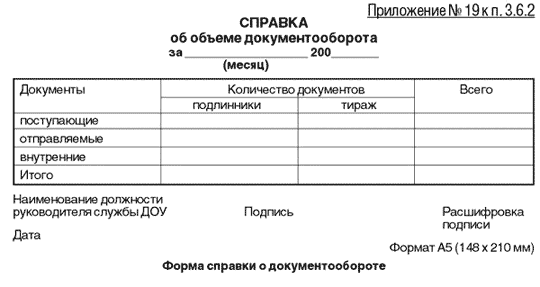 Приложение № 19 к п. 3.6.2
СПРАВКА
об объеме документооборота
за ____________________ 200________
(месяц)
Документы Количество документов Всего
подлинники тираж
поступающие
отправляемые
внутренние
Итого
Наименование должности
руководителя службы ДОУ Подпись Расшифровка
подписи
Дата
Формат А5 (148 х 210 мм)
Форма справки о документообороте